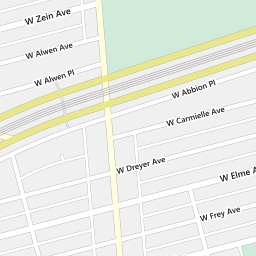 W Zein Ave
W Alwen Ave
W Alwen Pl
W Abbion Pl
W Carmielle Ave
W Dreyer Ave
W Elme A
W Frey Ave